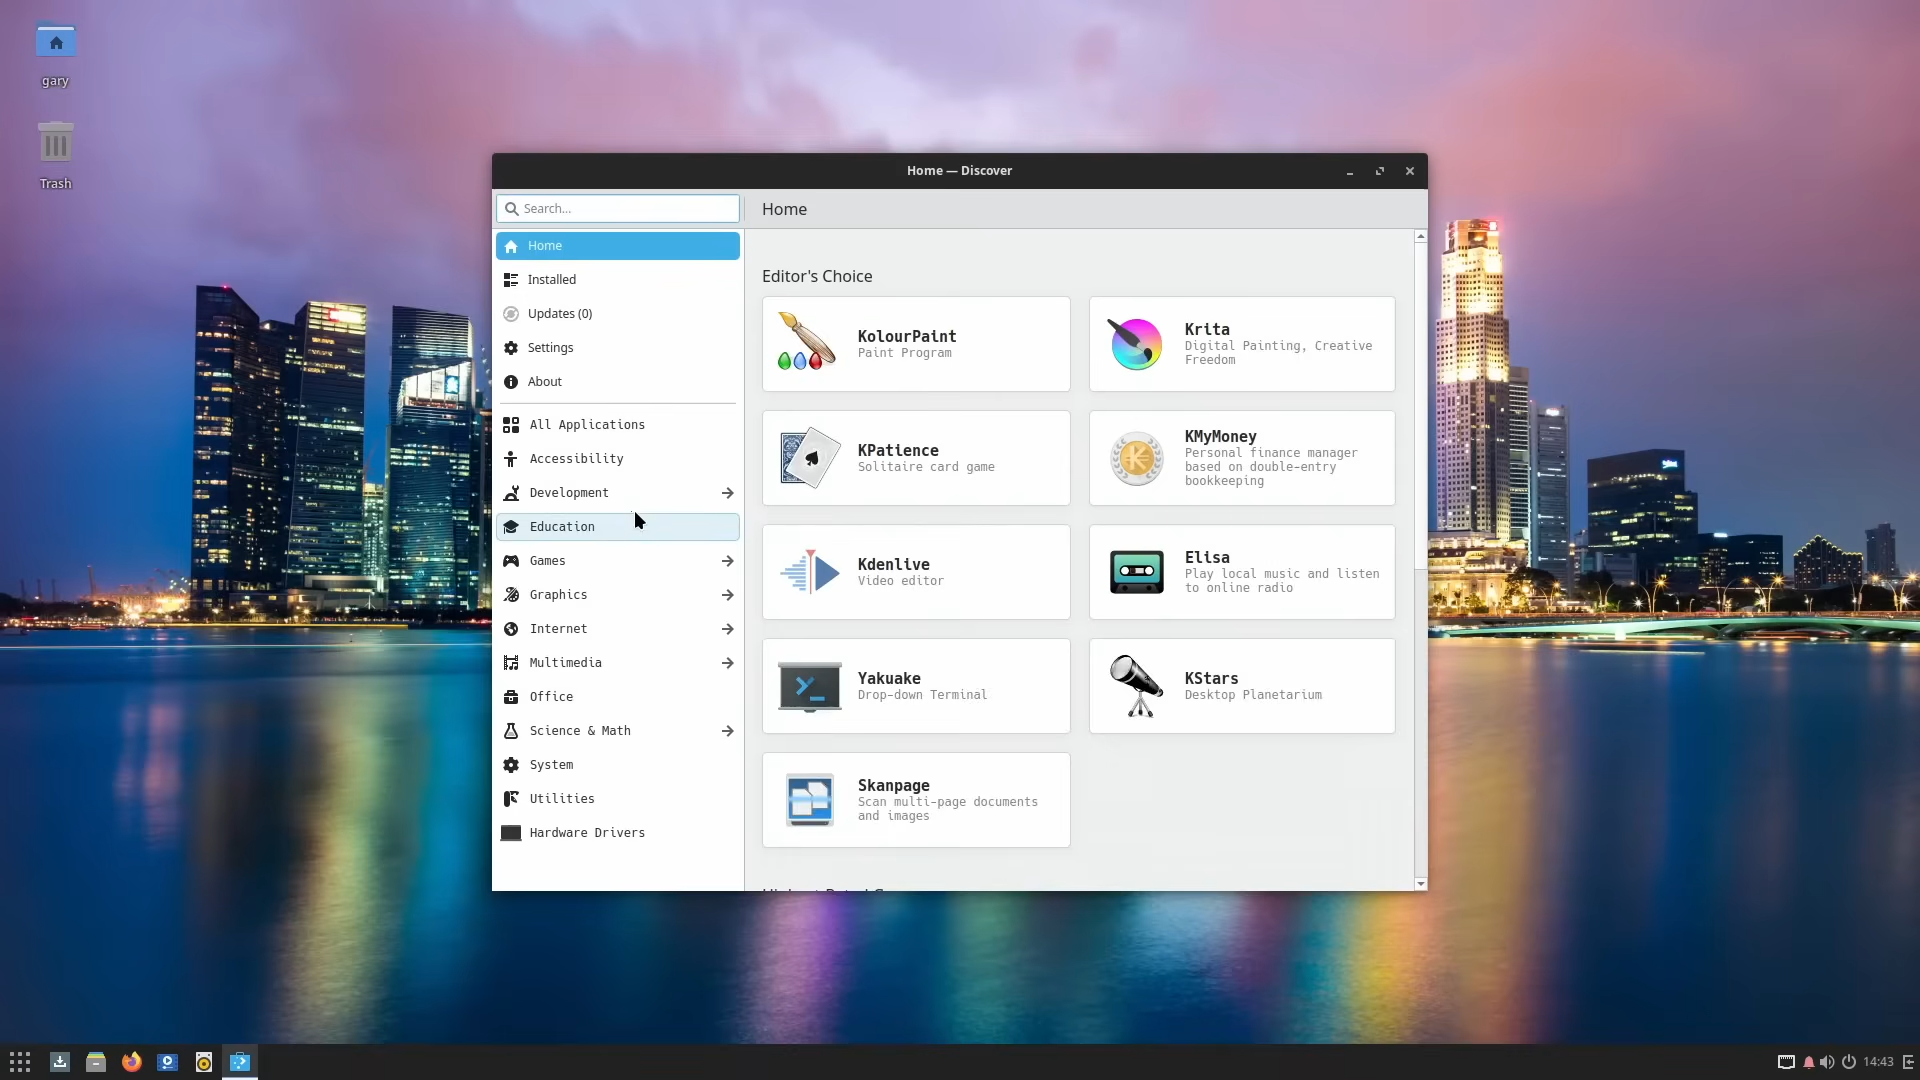 gary
Trash
Home — Discover
Search...
Home
Home
Installed
Updates (0)
Settings
About
All Applications
Accessibility
Development
Education
Games
Graphics
Internet
Multimedia
Office
Science & Math
System
Utilities
Hardware Drivers
Editor's Choice
KolourPaint
Paint Program
Krita
Digital Painting, Creative
Freedom
KPatience
Solitaire card game
KMyMoney
Personal finance manager
based on double-entry
bookkeeping
Kdenlive
Video editor
Elisa
Play local music and listen
to online radio
Yakuake
Drop-down Terminal
KStars
Desktop Planetarium
Skanpage
Scan multi-page documents
and images
14:43